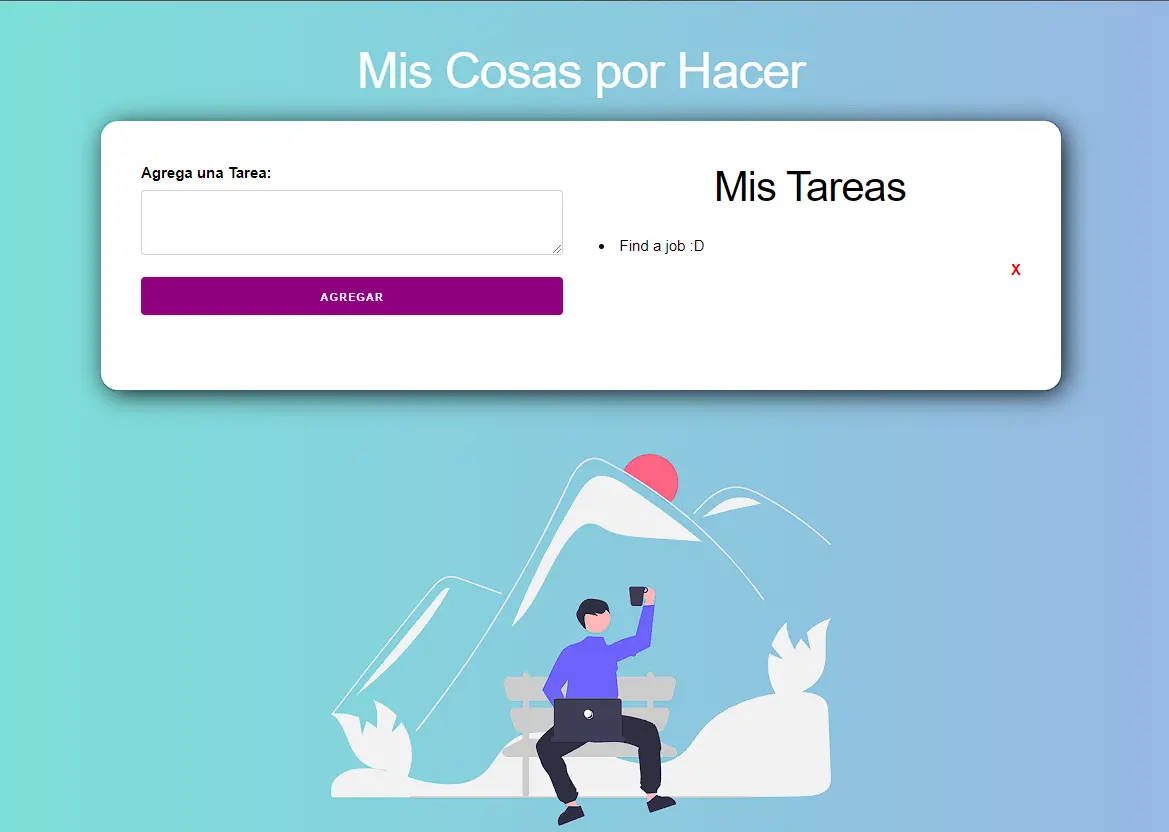 Mis Cosas por Hacer
Agrega una Tarea:
AGREGAR
Mis Tareas
Find a job :D
X